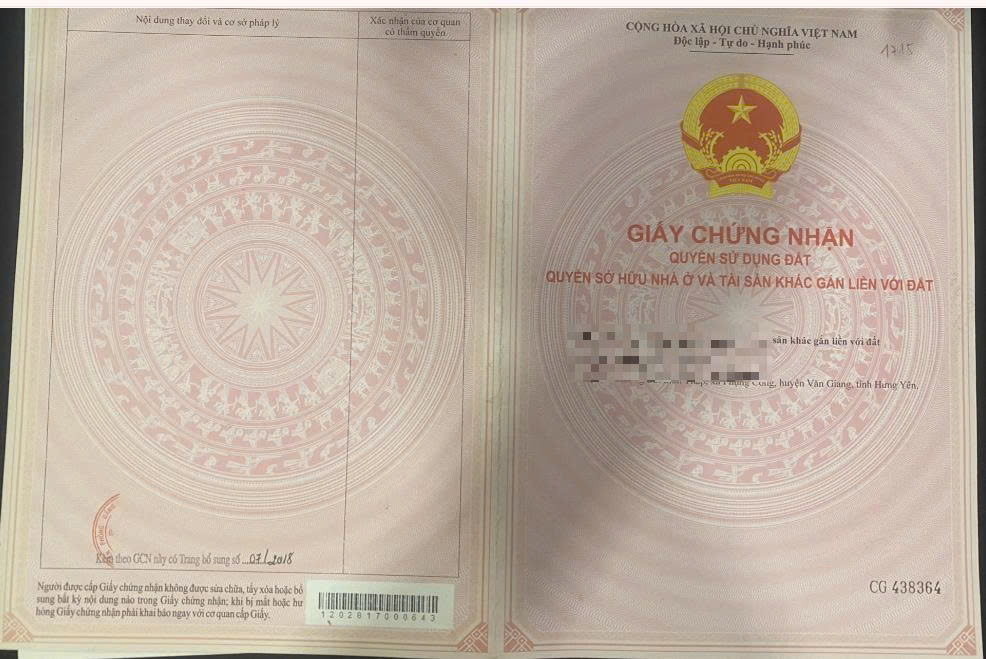 Nội dung thay đổi và cơ sở pháp lý
Xác nhận của cơ quan
có thẩm quyền
Kèm theo GCN này có Trang bổ sung số ...07/2018
Người được cấp Giấy chứng nhận không được sửa chữa, tẩy xóa hoặc bổ
sung bất kỳ nội dung nào trong Giấy chứng nhận; khi bị mất hoặc hư
hỏng Giấy chứng nhận phải khai báo ngay với cơ quan cấp Giấy.
1202817000643
CỘNG HÒA XÃ HỘI CHỦ NGHĨA VIỆT NAM
Độc lập - Tự do - Hạnh phúc
1715
VIỆT NAM
GIẤY CHỨNG NHẬN
QUYỀN SỬ DỤNG ĐẤT
QUYỀN SỞ HỮU NHÀ Ở VÀ TÀI SẢN KHÁC GẮN LIỀN VỚI ĐẤT
sản khác gắn liền với đất
xã Phụng Công, huyện Văn Giang, tỉnh Hưng Yên.
CG 438364